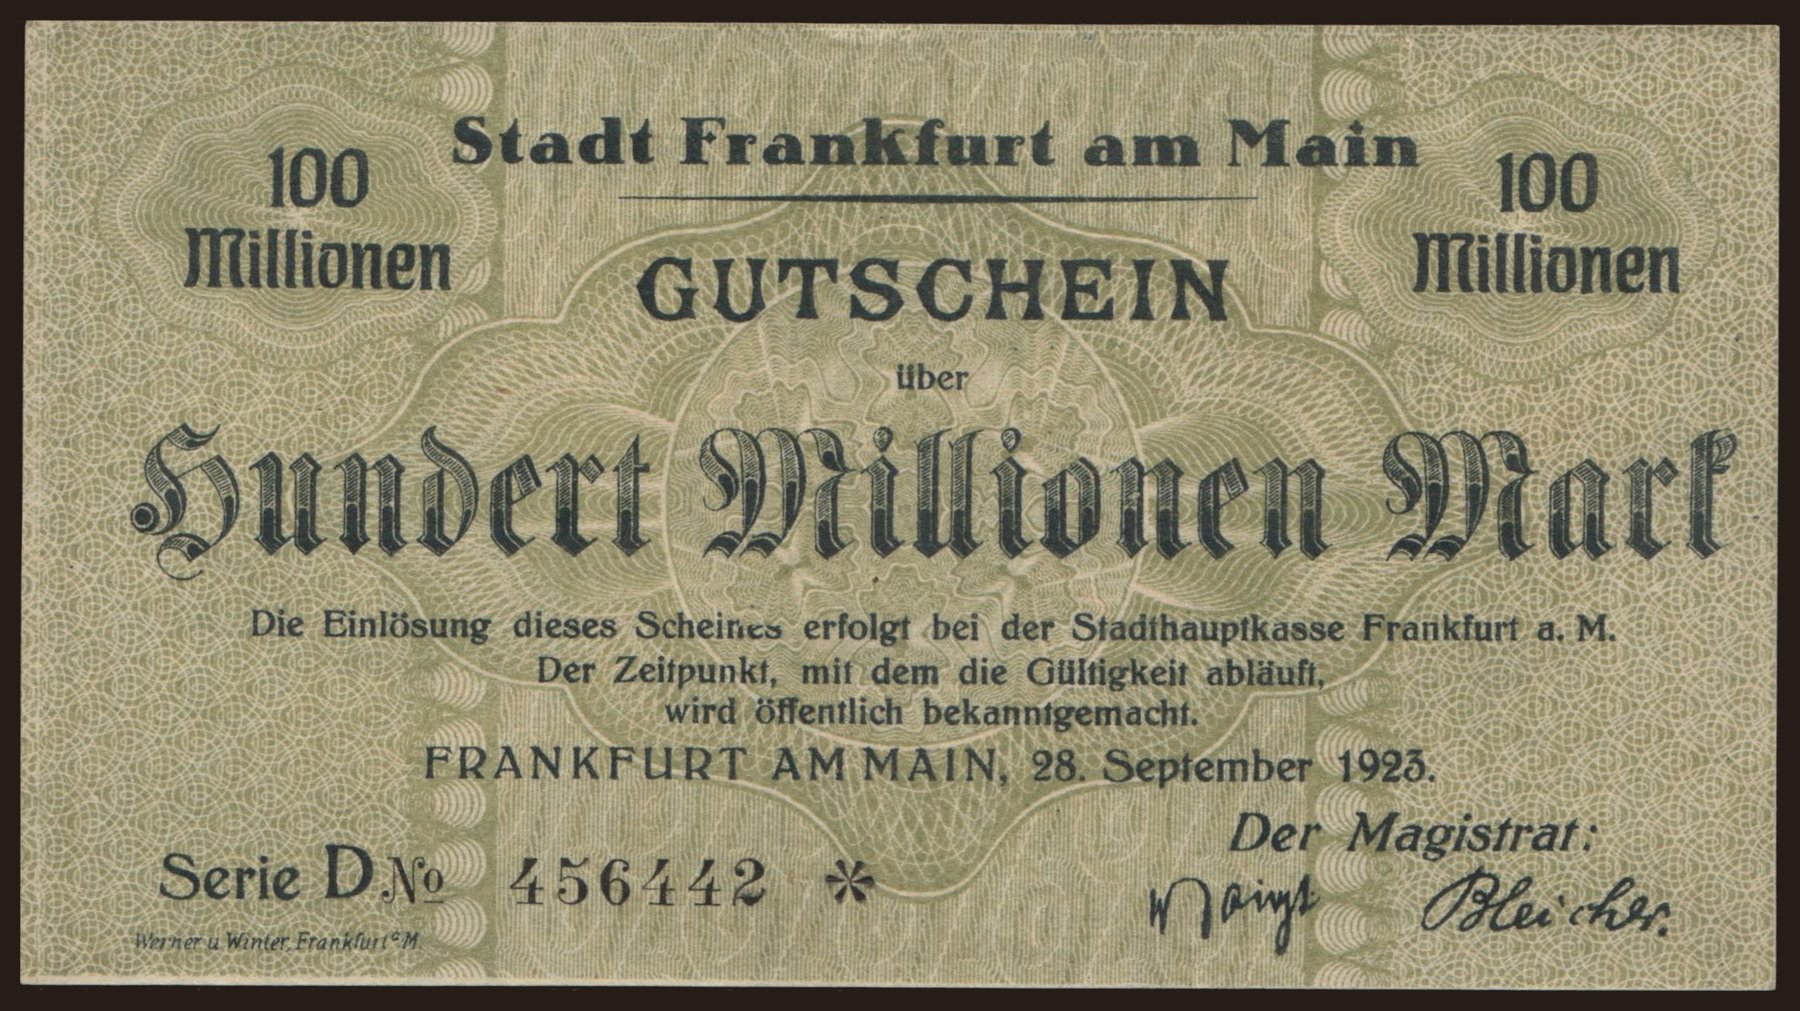 Stadt Frankfurt am Main
100
Millionen
100
Millionen
GUTSCHEIN
über
Hundert Millionen Mark
Die Einlösung dieses Scheines erfolgt bei der Stadthauptkasse Frankfurt a. M.
Der Zeitpunkt, mit dem die Gültigkeit abläuft,
wird öffentlich bekanntgemacht.
FRANKFURT AM MAIN, 28. September 1923.
Der Magistrat:
Serie D No 456442 *
Voigt Bleicher.
Werner u. Winter, Frankfurt a. M.